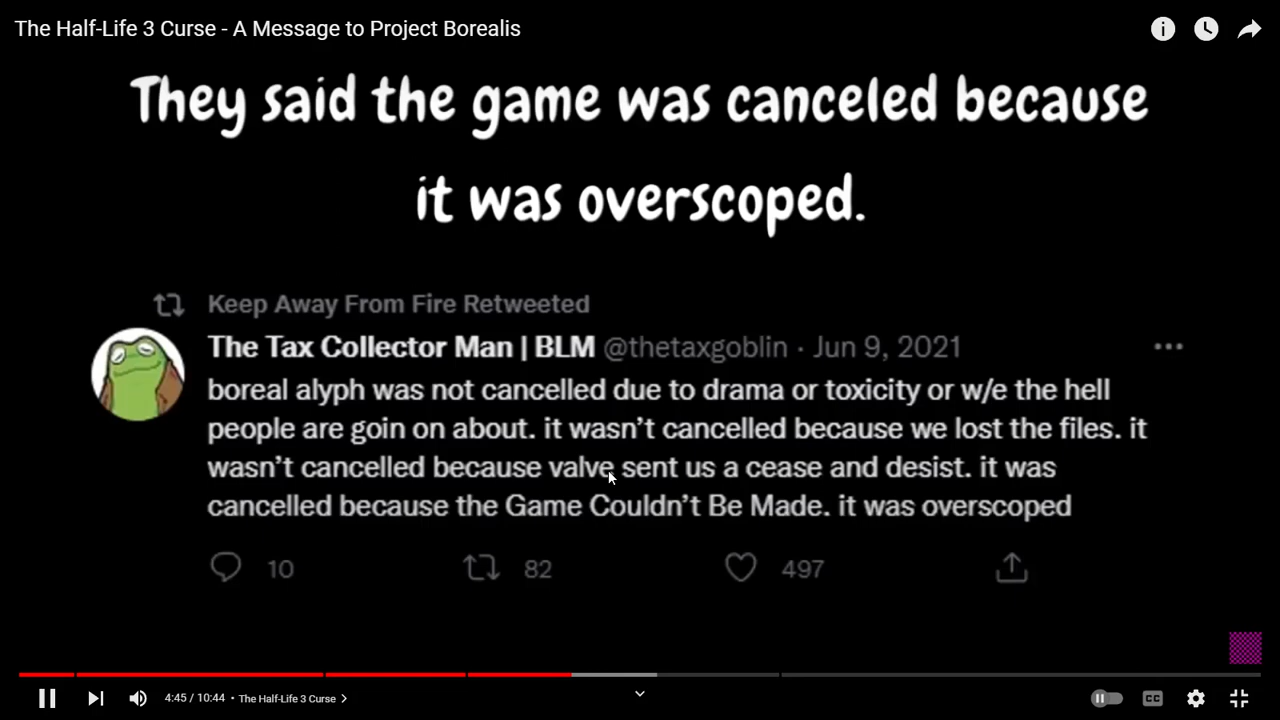 The Half-Life 3 Curse - A Message to Project Borealis
They said the game was canceled because
it was overscoped.
Keep Away From Fire Retweeted
The Tax Collector Man | BLM @thetaxgoblin · Jun 9, 2021
boreal alyph was not cancelled due to drama or toxicity or w/e the hell
people are goin on about. it wasn't cancelled because we lost the files. it
wasn't cancelled because valve sent us a cease and desist. it was
cancelled because the Game Couldn't Be Made. it was overscoped
10 82 497
4:45 / 10:44 • The Half-Life 3 Curse
CC